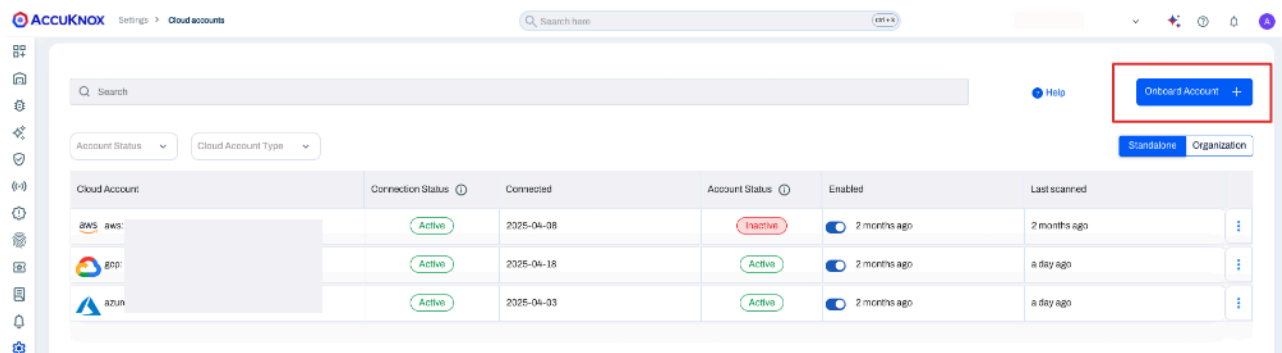 ACCUKNOX Settings > Cloud accounts Search here ctrl + k A
Search Help Onboard Account +
Account Status Cloud Account Type Standalone Organization
Cloud Account Connection Status Connected Account Status Enabled Last scanned
aws aws: Active 2025-04-08 Inactive 2 months ago 2 months ago
gcp: Active 2025-04-18 Active 2 months ago a day ago
azur Active 2025-04-03 Active 2 months ago a day ago